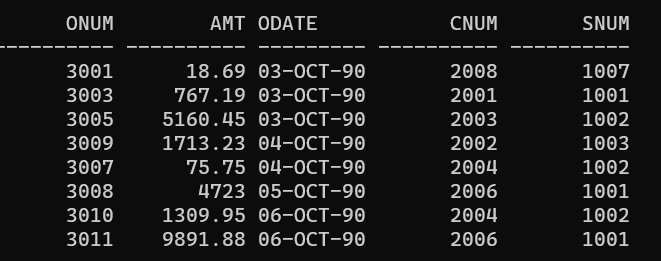 ONUM AMT ODATE CNUM SNUM
---------- ---------- --------- ---------- ----------
3001 18.69 03-OCT-90 2008 1007
3003 767.19 03-OCT-90 2001 1001
3005 5160.45 03-OCT-90 2003 1002
3009 1713.23 04-OCT-90 2002 1003
3007 75.75 04-OCT-90 2004 1002
3008 4723 05-OCT-90 2006 1001
3010 1309.95 06-OCT-90 2004 1002
3011 9891.88 06-OCT-90 2006 1001